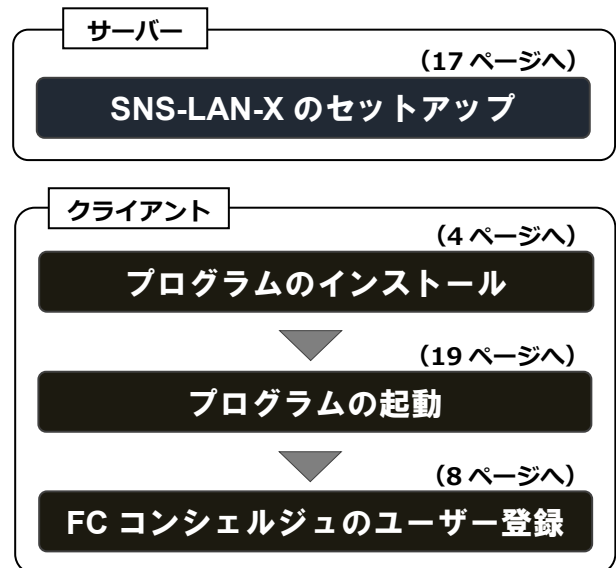 サーバー
（17 ページへ）
SNS-LAN-X のセットアップ
クライアント
（4 ページへ）
プログラムのインストール
（19 ページへ）
プログラムの起動
（8 ページへ）
FC コンシェルジュのユーザー登録